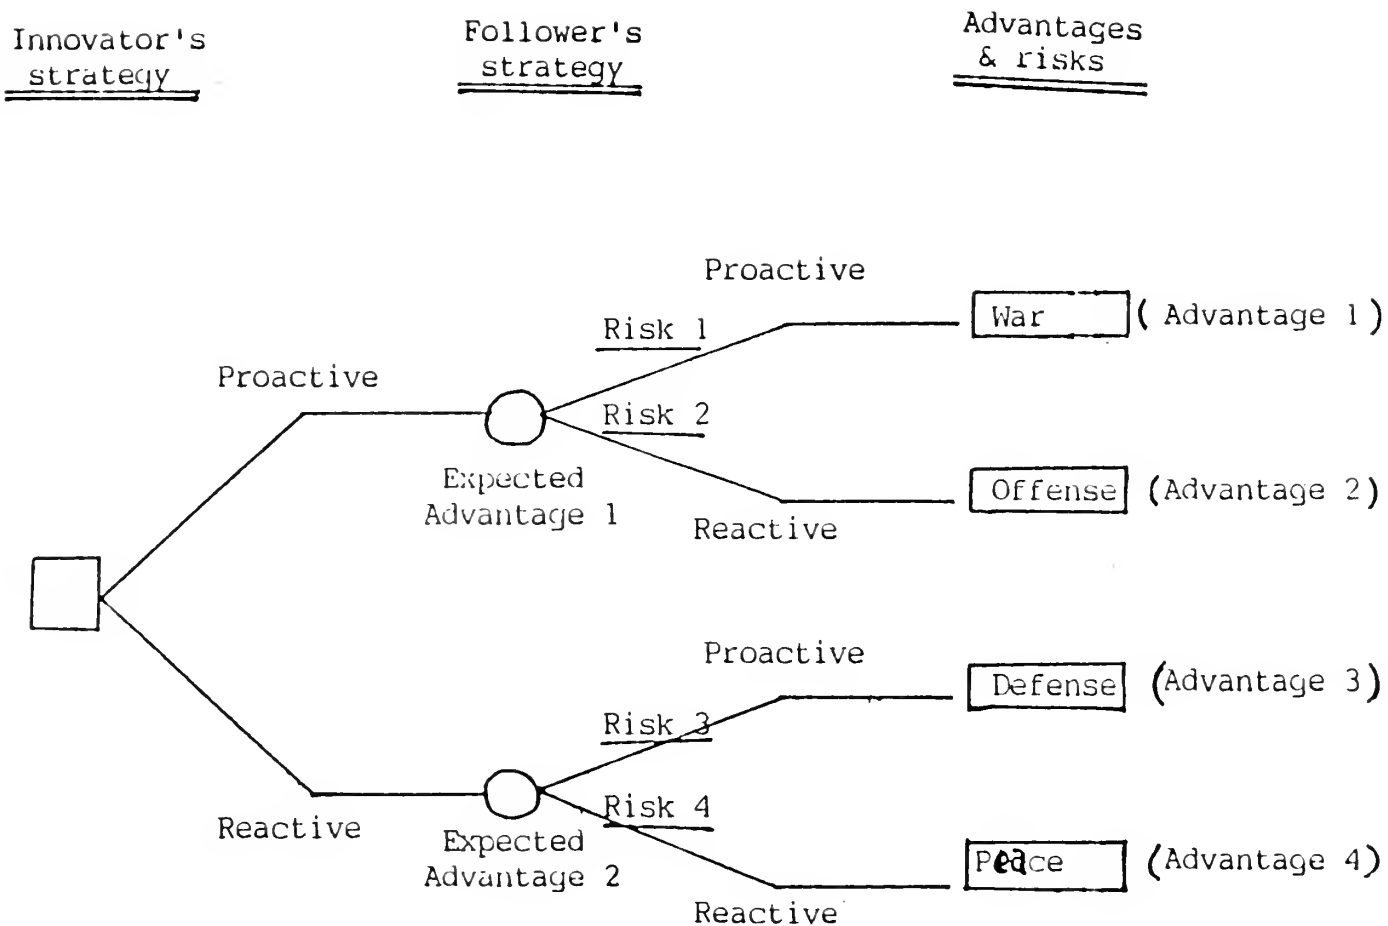 Innovator's
strategy
Follower's
strategy
Advantages
& risks
Proactive
Risk 1
War
( Advantage 1)
Proactive
Risk 2
Expected
Advantage 1
Offense
(Advantage 2)
Reactive
Proactive
Defense
(Advantage 3)
Risk 3
Risk 4
Reactive
Expected
Advantage 2
Peace
(Advantage 4)
Reactive